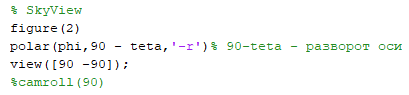 % SkyView
figure(2)
polar(phi,90 - teta,'-r')% 90-teta - разворот оси
view([90 -90]);
%camroll(90)